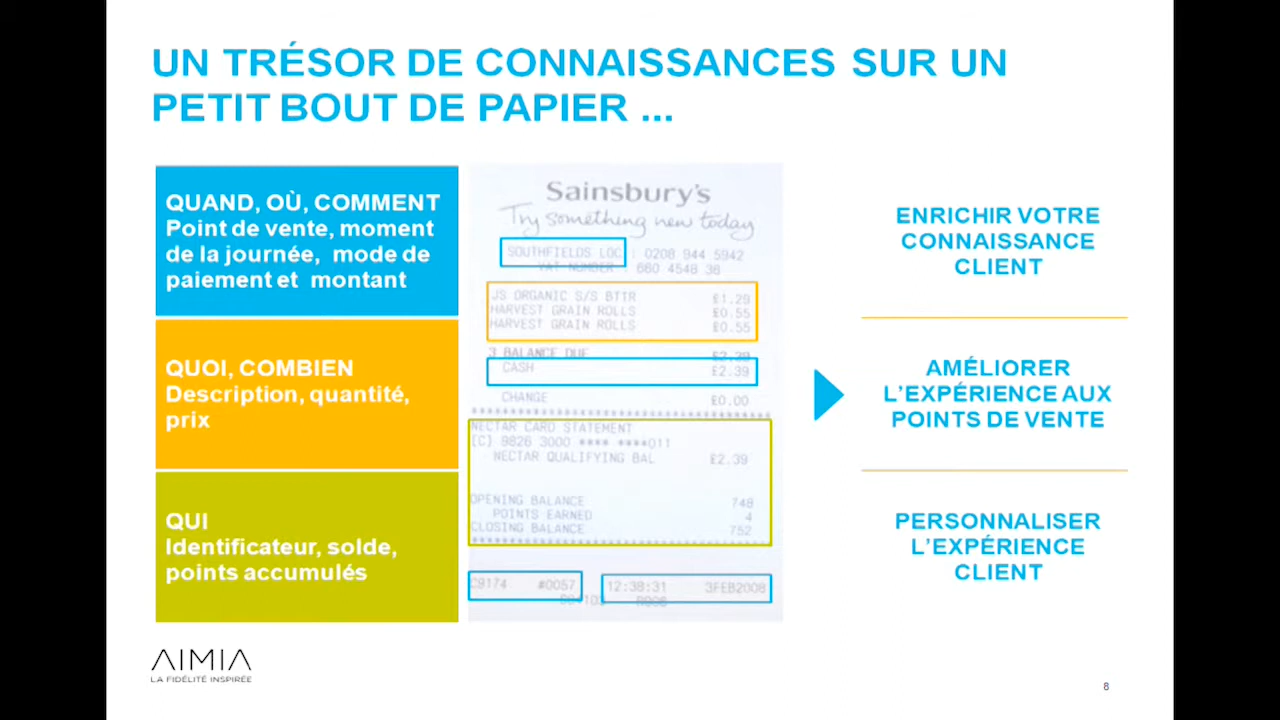 UN TRÉSOR DE CONNAISSANCES SUR UN
PETIT BOUT DE PAPIER ...
QUAND, OÙ, COMMENT
Point de vente, moment
de la journée, mode de
paiement et montant
QUOI, COMBIEN
Description, quantité,
prix
QUI
Identificateur, solde,
points accumulés
Sainsbury's
Try something new today
SOUTHFIELDS LOC : 0208 944 5942
VAT NUMBER : 660 4548 36
JS ORGANIC S/S BTTR £1.29
HARVEST GRAIN ROLLS £0.55
HARVEST GRAIN ROLLS £0.55
3 BALANCE DUE £2.39
CASH £2.39
CHANGE £0.00
NECTAR CARD STATEMENT
[C] 9826 3000 **** ****011
NECTAR QUALIFYING BAL £2.39
OPENING BALANCE 748
POINTS EARNED 4
CLOSING BALANCE 752
C9174 #0057 12:38:31 3FEB2008
R006
ENRICHIR VOTRE
CONNAISSANCE
CLIENT
AMÉLIORER
L'EXPÉRIENCE AUX
POINTS DE VENTE
PERSONNALISER
L'EXPÉRIENCE
CLIENT
AIMIA
LA FIDÉLITÉ INSPIRÉE
8